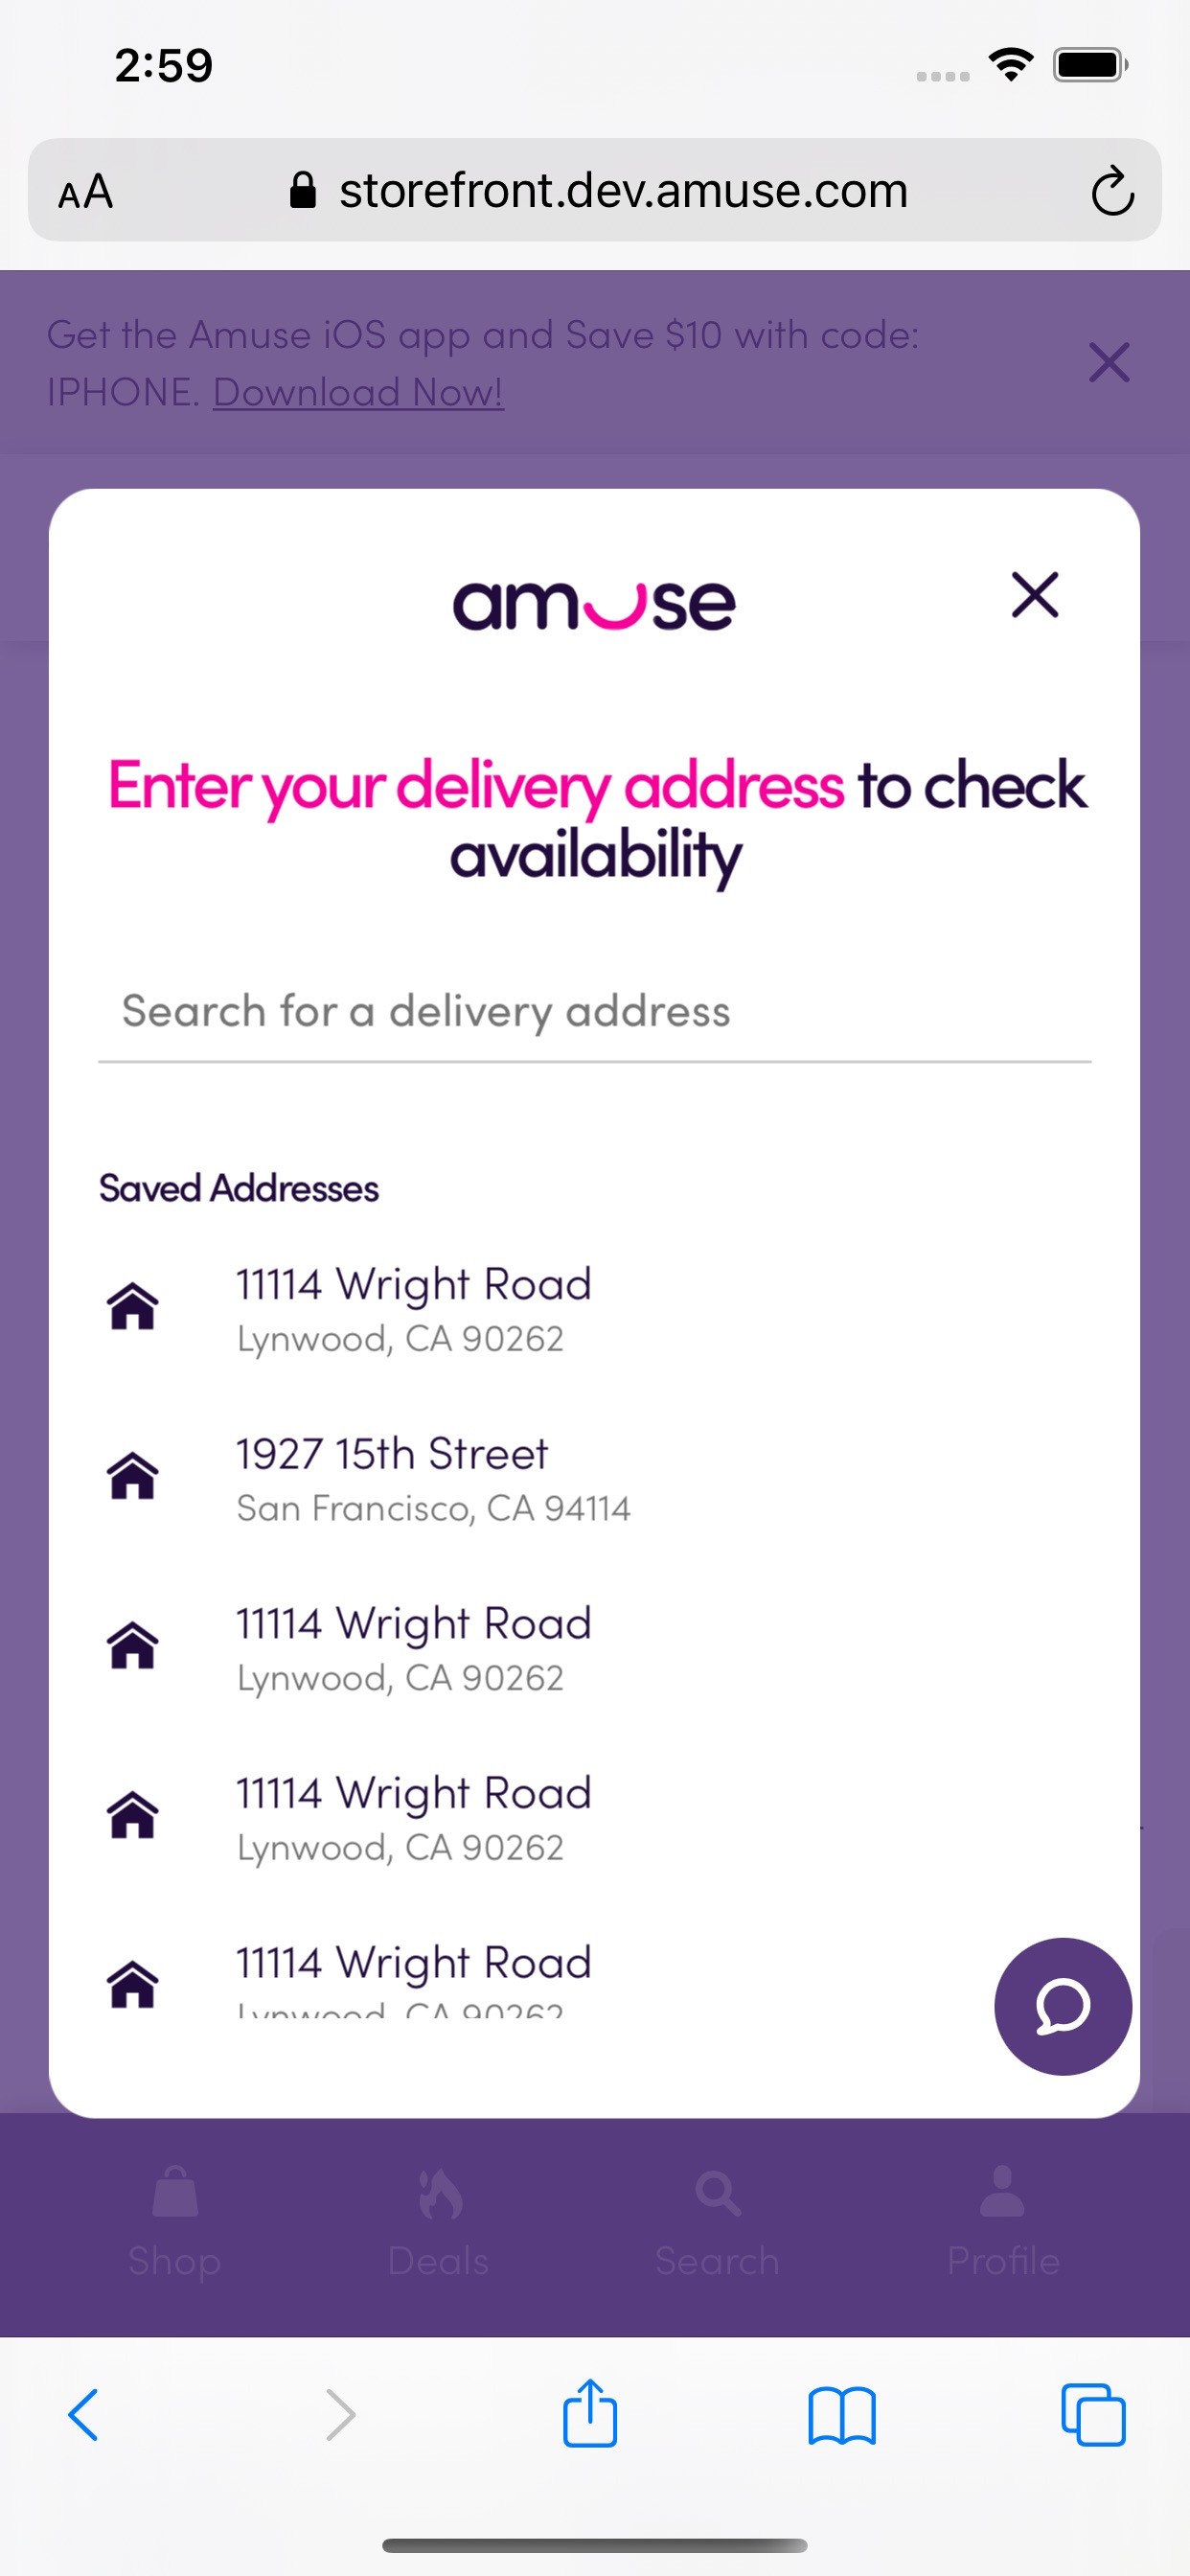 2:59
AA storefront.dev.amuse.com
Get the Amuse iOS app and Save $10 with code:
IPHONE. Download Now!
amuse
Enter your delivery address to check
availability
Search for a delivery address
Saved Addresses
11114 Wright Road
Lynwood, CA 90262
1927 15th Street
San Francisco, CA 94114
11114 Wright Road
Lynwood, CA 90262
11114 Wright Road
Lynwood, CA 90262
11114 Wright Road
Lynwood, CA 90262
Shop Deals Search Profile